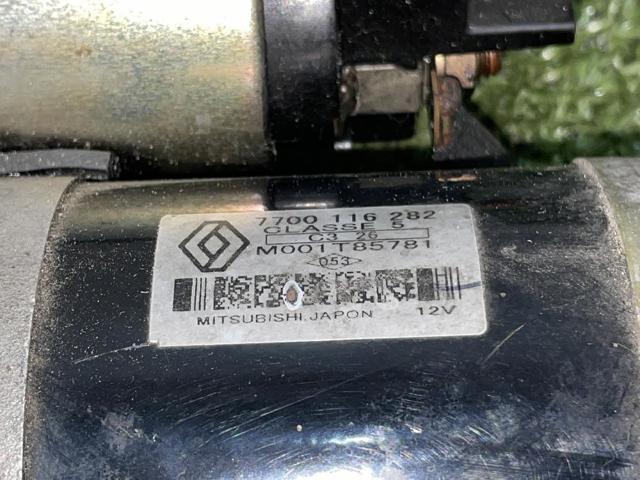 7700 116 282
CLASSE 5
C3 26
M001T85781
053
MITSUBISHI.JAPON 12V